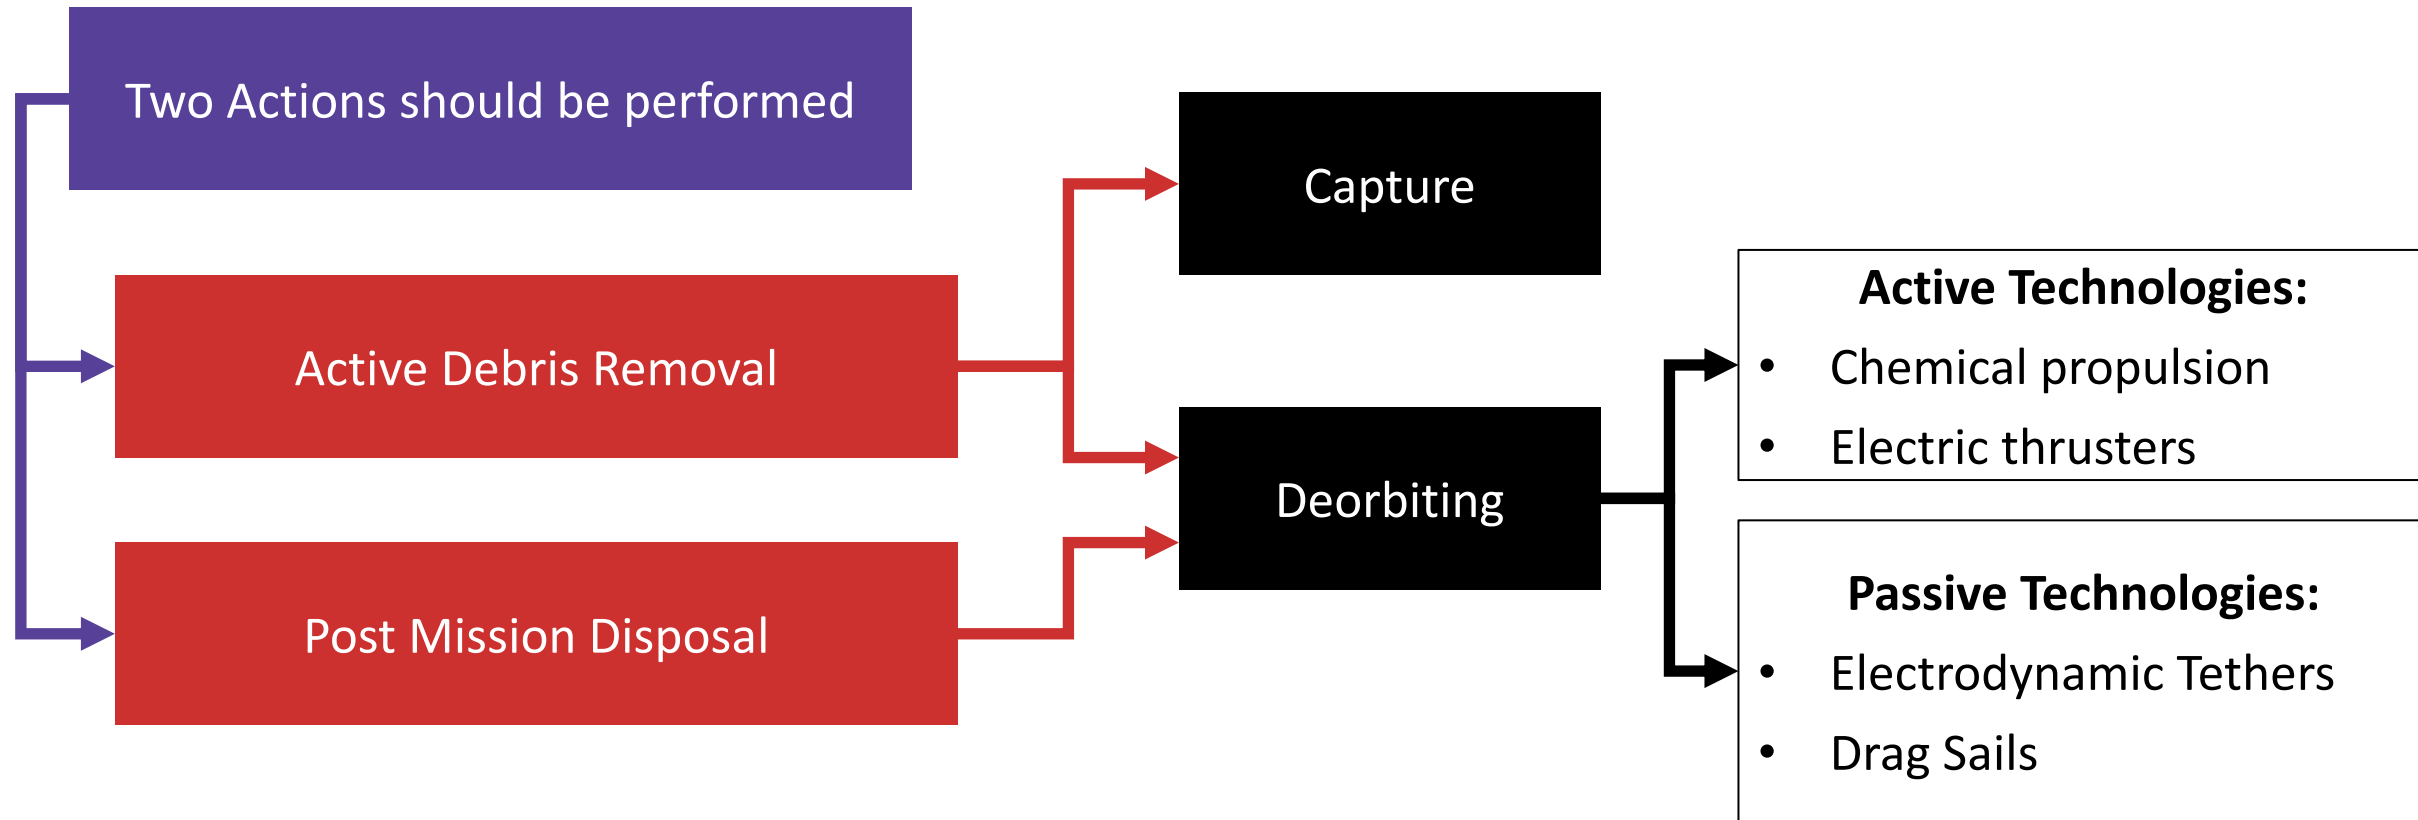 Two Actions should be performed
Active Debris Removal
Post Mission Disposal
Capture
Deorbiting
Active Technologies:
• Chemical propulsion
• Electric thrusters
Passive Technologies:
• Electrodynamic Tethers
• Drag Sails